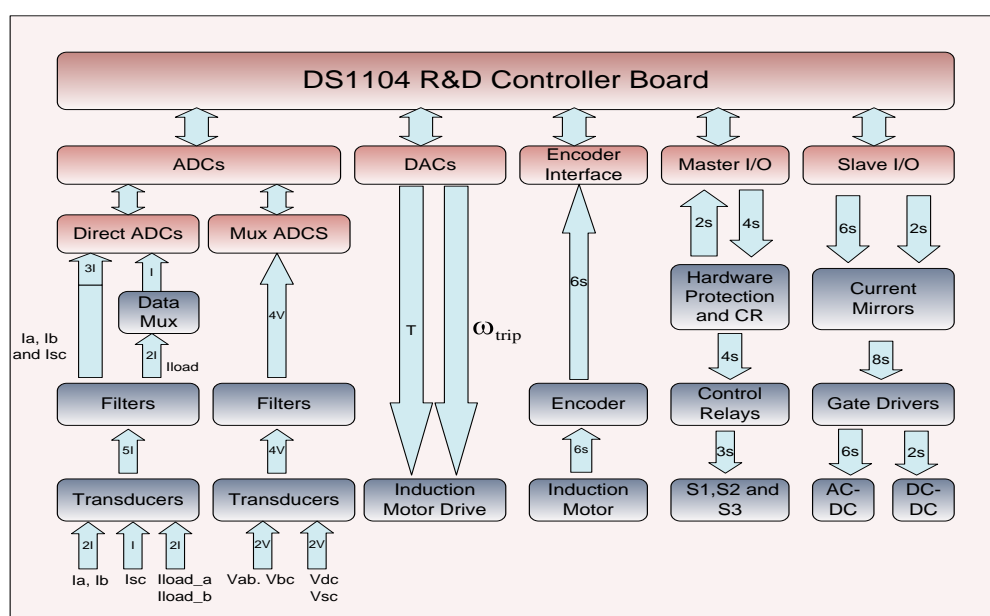 DS1104 R&D Controller Board
ADCs
DACs
Encoder
Interface
Master I/O
Slave I/O
Direct ADCs
Mux ADCS
2s
4s
6s
2s
3I
I
Data
Mux
4V
T
ωtrip
6s
Hardware
Protection
and CR
Current
Mirrors
Ia, Ib
and Isc
2I
Iload
4s
8s
Filters
Filters
Encoder
Control
Relays
Gate Drivers
5I
4V
6s
3s
6s
2s
Transducers
Transducers
Induction
Motor Drive
Induction
Motor
S1,S2 and
S3
AC-
DC
DC-
DC
2I
I
2I
2V
2V
Ia, Ib
Isc
Iload_a
Iload_b
Vab. Vbc
Vdc
Vsc